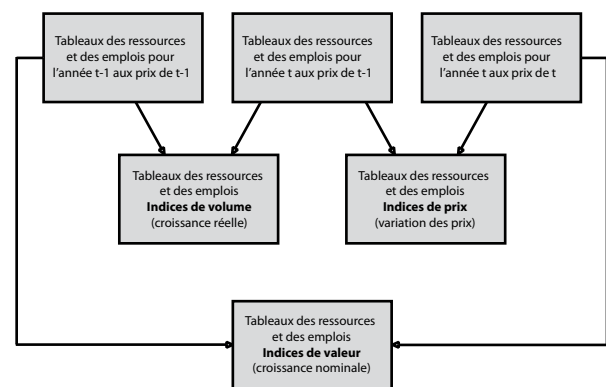 Tableaux des ressources
et des emplois pour
l'année t-1 aux prix de t-1
Tableaux des ressources
et des emplois pour
l'année t aux prix de t-1
Tableaux des ressources
et des emplois pour
l'année t aux prix de t
Tableaux des ressources
et des emplois
Indices de volume
(croissance réelle)
Tableaux des ressources
et des emplois
Indices de prix
(variation des prix)
Tableaux des ressources
et des emplois
Indices de valeur
(croissance nominale)